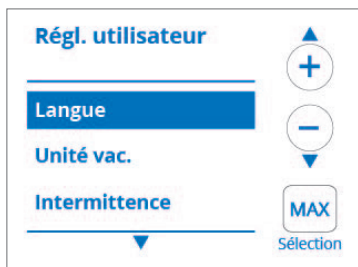 Régl. utilisateur
Langue
Unité vac.
Intermittence
+
−
MAX
Sélection